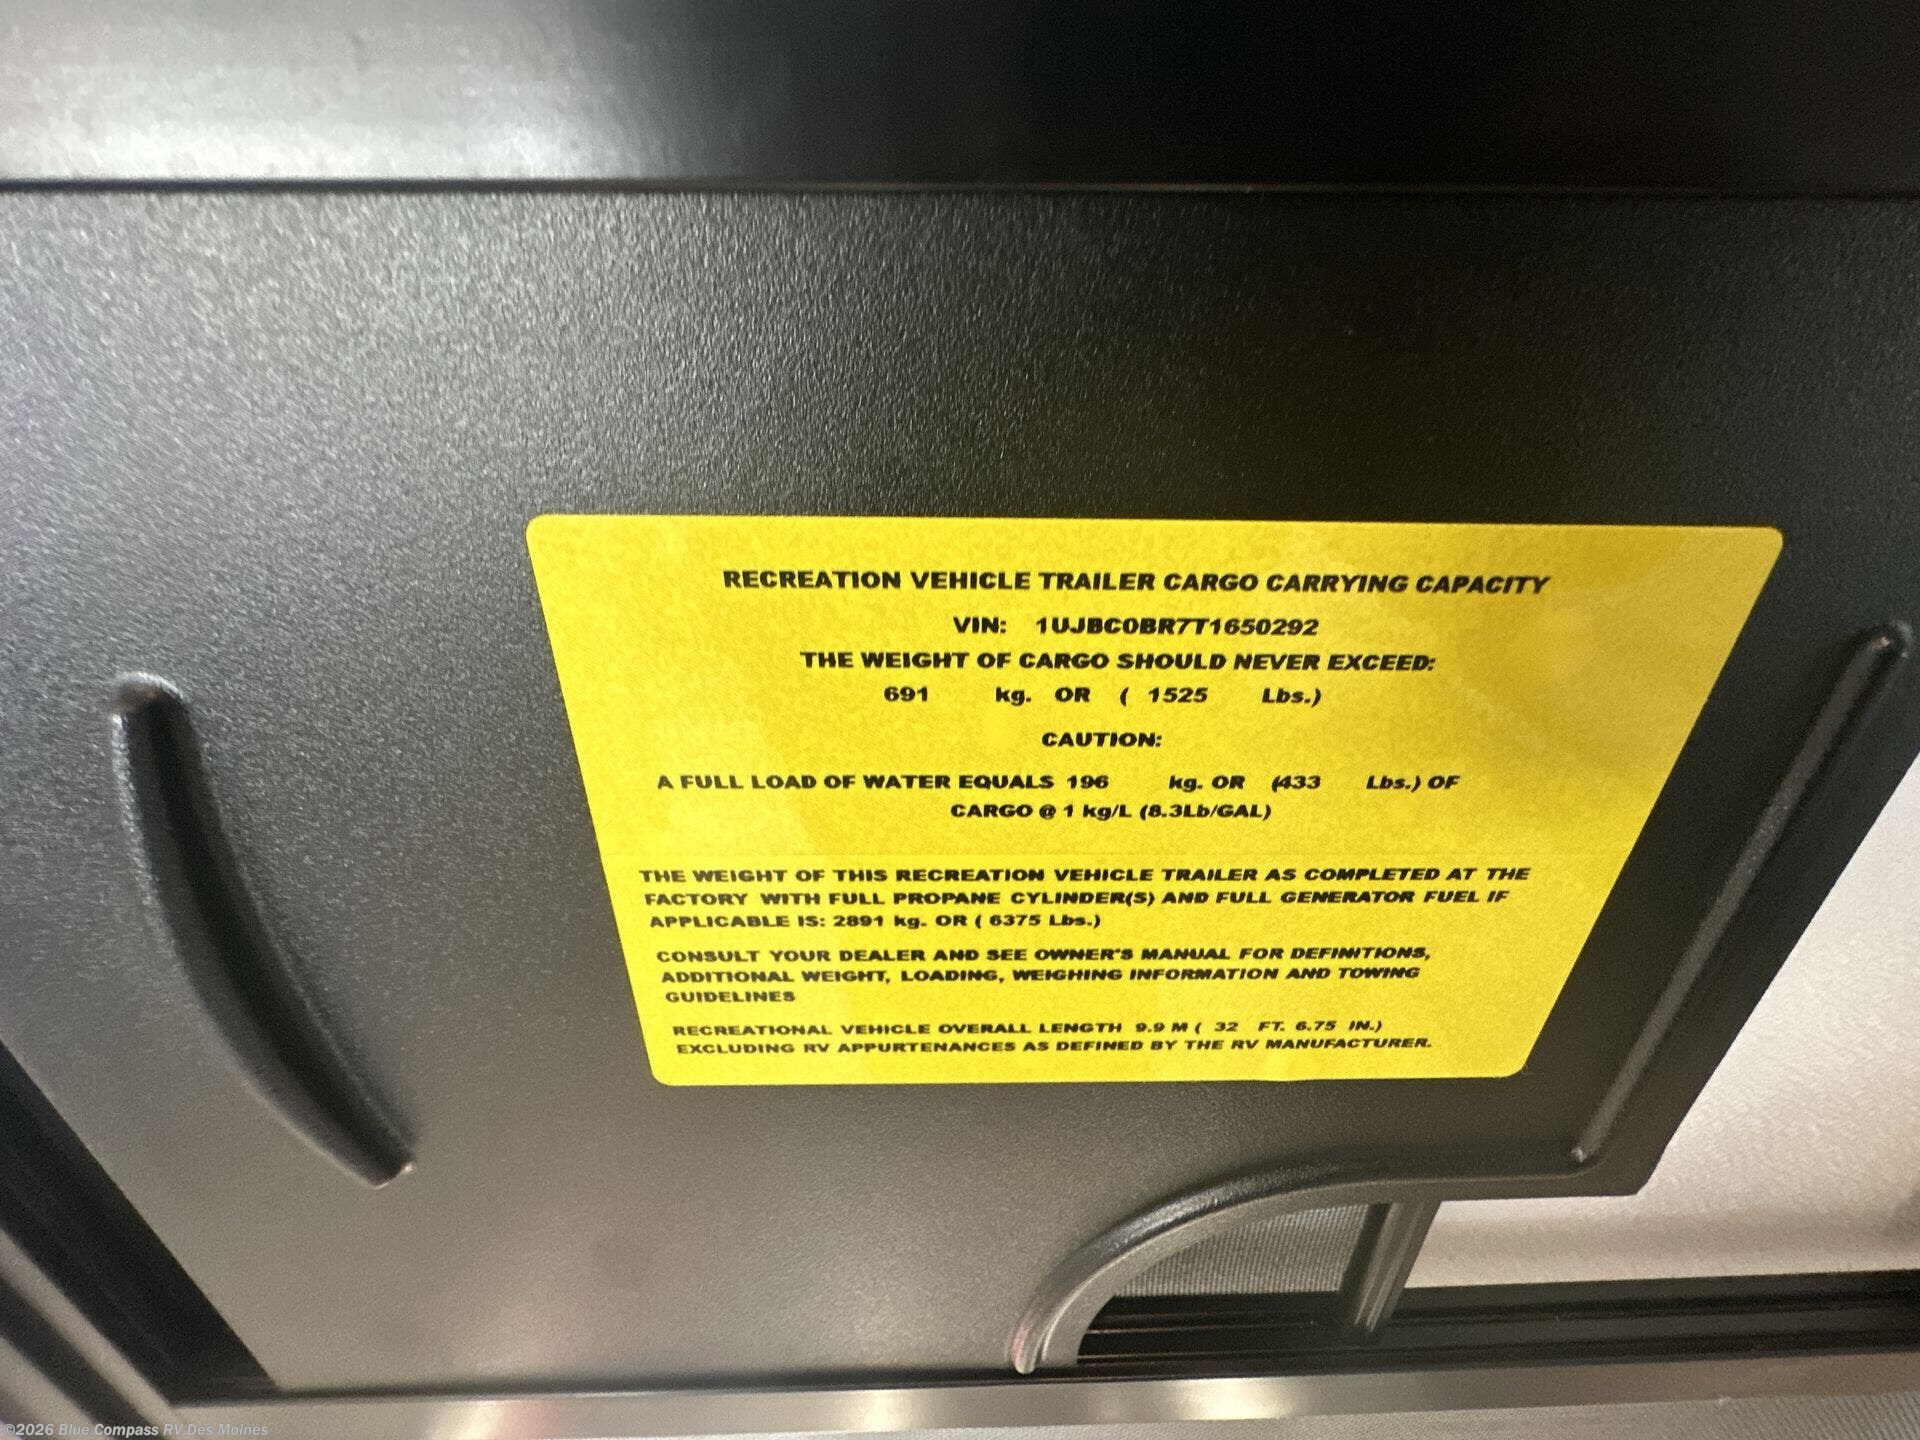 RECREATION VEHICLE TRAILER CARGO CARRYING CAPACITY
VIN: 1UJBC0BR7T1650292
THE WEIGHT OF CARGO SHOULD NEVER EXCEED:
691 kg. OR ( 1525 Lbs.)
CAUTION:
A FULL LOAD OF WATER EQUALS 196 kg. OR (433 Lbs.) OF
CARGO @ 1 kg/L (8.3Lb/GAL)
THE WEIGHT OF THIS RECREATION VEHICLE TRAILER AS COMPLETED AT THE
FACTORY WITH FULL PROPANE CYLINDER(S) AND FULL GENERATOR FUEL IF
APPLICABLE IS: 2891 kg. OR ( 6375 Lbs.)
CONSULT YOUR DEALER AND SEE OWNER'S MANUAL FOR DEFINITIONS,
ADDITIONAL WEIGHT, LOADING, WEIGHING INFORMATION AND TOWING
GUIDELINES
RECREATIONAL VEHICLE OVERALL LENGTH 9.9 M ( 32 FT. 6.75 IN.)
EXCLUDING RV APPURTENANCES AS DEFINED BY THE RV MANUFACTURER.
©2026 Blue Compass RV Des Moines